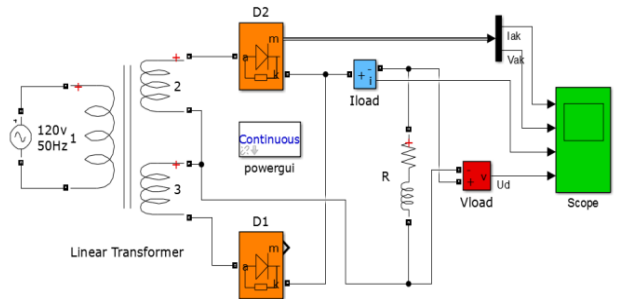 D2
m
a
k
Iak
Vak
+
2
+
-
i
Iload
+
120v
50Hz
1
Continuous
powergui
+
3
R
+
-
+
v
Ud
Vload
Scope
Linear Transformer
D1
m
a
k